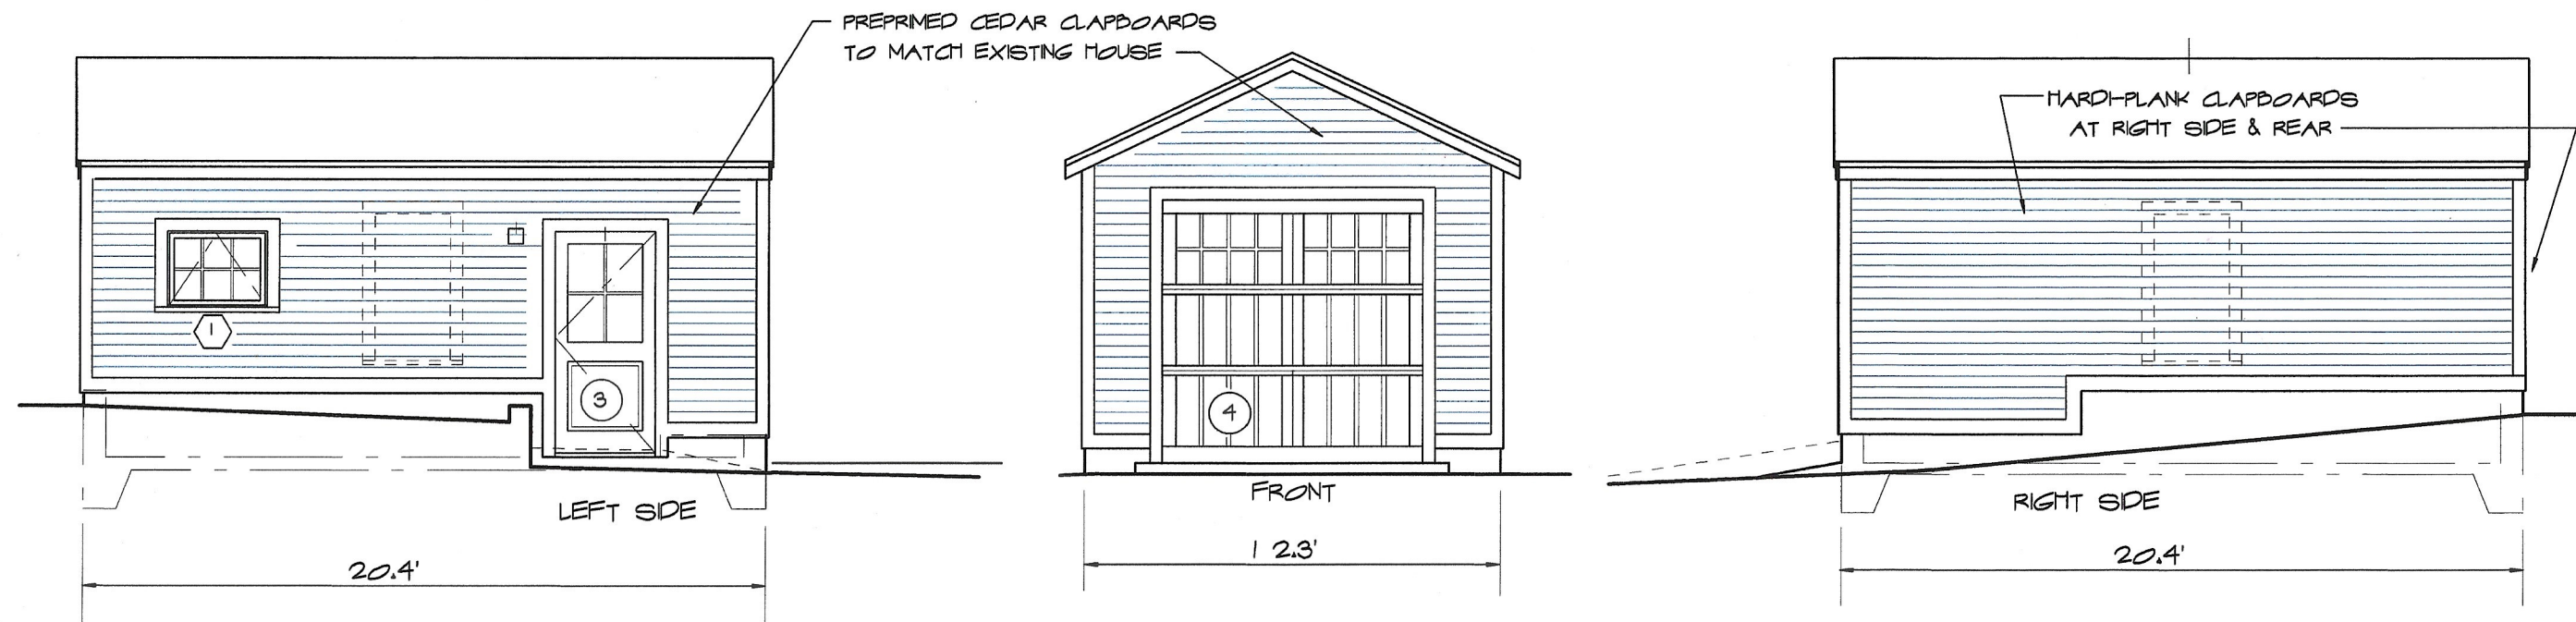 PREPRIMED CEDAR CLAPBOARDS
TO MATCH EXISTING HOUSE
HARDI-PLANK CLAPBOARDS
AT RIGHT SIDE & REAR
1
3
4
LEFT SIDE
FRONT
RIGHT SIDE
20.4'
12.3'
20.4'